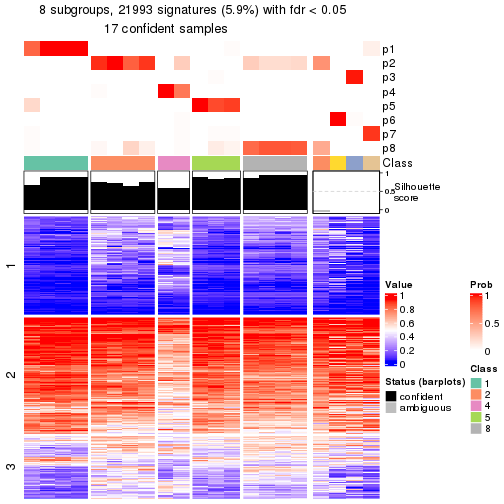 8 subgroups, 21993 signatures (5.9%) with fdr < 0.05
17 confident samples
p1
p2
p3
p4
p5
p6
p7
p8
Class
1
0.5
0
Silhouette
score
1
2
3
Value
1
0.8
0.6
0.4
0.2
0
Prob
1
0.5
0
Status (barplots)
confident
ambiguous
Class
1
2
4
5
8